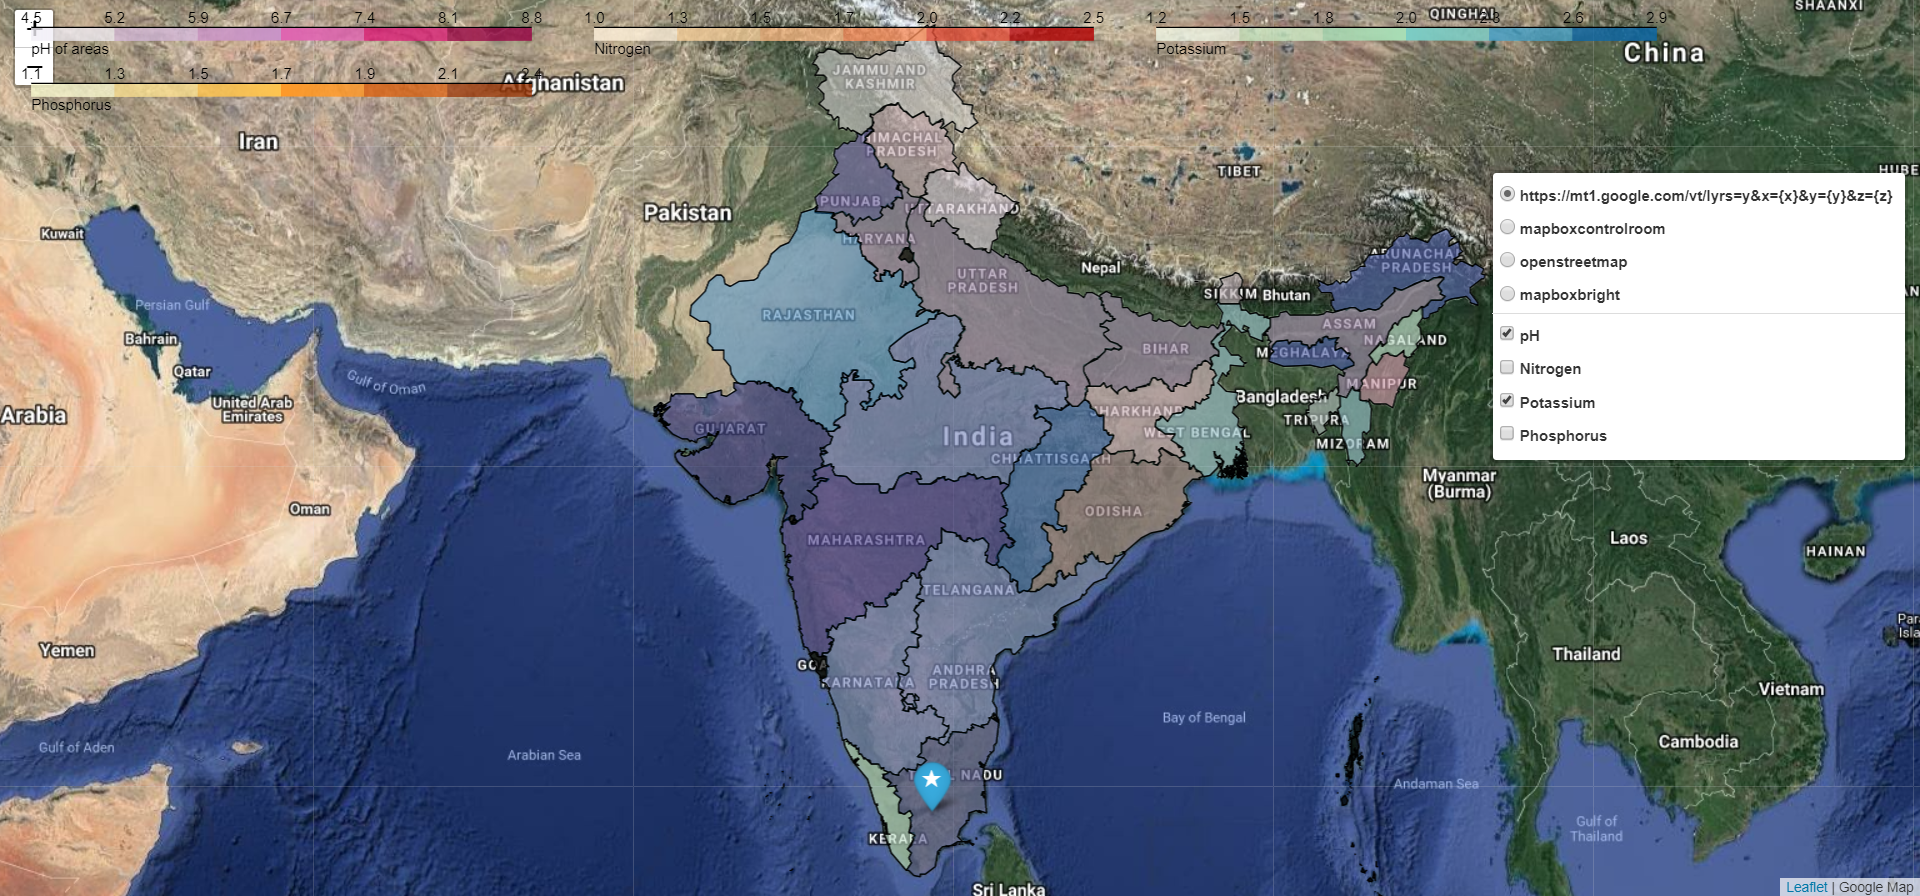 4.5 5.2 5.9 6.7 7.4 8.1 8.8
pH of areas
1.0 1.3 1.5 1.7 2.0 2.2 2.5
Nitrogen
1.2 1.5 1.8 2.0 2.3 2.6 2.9
Potassium
+
−
1.1 1.3 1.5 1.7 1.9 2.1 2.4
Phosphorus
QINGHAI
SHAANXI
China
JAMMU AND
KASHMIR
Afghanistan
Iran
HIMACHAL
PRADESH
TIBET
HUBE
PUNJAB
UTTARAKHAND
Pakistan
Kuwait
HARYANA
Nepal
ARUNACHA
PRADESH
UTTAR
PRADESH
SIKKIM
Bhutan
Persian Gulf
RAJASTHAN
ASSAM
NAGALAND
Bahrain
BIHAR
MEGHALAYA
Qatar
Gulf of Oman
MANIPUR
United Arab
Emirates
Bangladesh
Arabia
JHARKHAND
GUJARAT
India
WEST BENGAL
TRIPURA
MIZORAM
CHHATTISGARH
Myanmar
(Burma)
Oman
ODISHA
MAHARASHTRA
Laos
HAINAN
TELANGANA
Par
Isla
Yemen
GOA
KARNATAKA
ANDHRA
PRADESH
Thailand
Vietnam
Bay of Bengal
Gulf of Aden
Arabian Sea
Cambodia
TAMIL NADU
Andaman Sea
Gulf of
Thailand
KERALA
Sri Lanka
https://mt1.google.com/vt/lyrs=y&x={x}&y={y}&z={z}
mapboxcontrolroom
openstreetmap
mapboxbright
pH
Nitrogen
Potassium
Phosphorus
Leaflet | Google Map